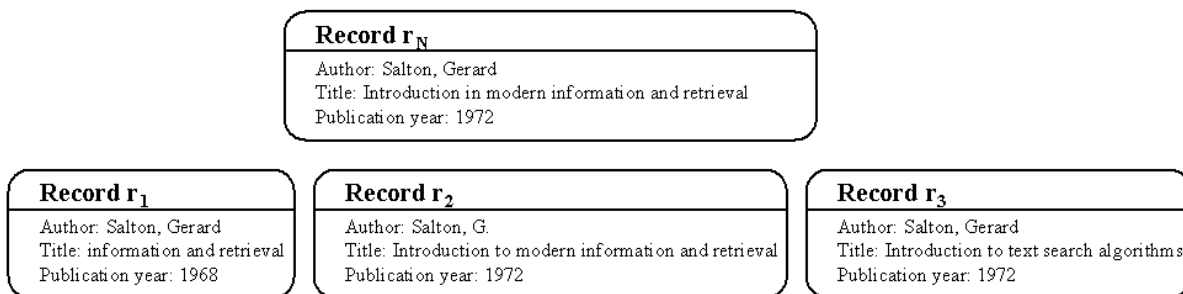 Record r_N
Author: Salton, Gerard
Title: Introduction in modern information and retrieval
Publication year: 1972
Record r_1
Author: Salton, Gerard
Title: information and retrieval
Publication year: 1968
Record r_2
Author: Salton, G.
Title: Introduction to modern information and retrieval
Publication year: 1972
Record r_3
Author: Salton, Gerard
Title: Introduction to text search algorithms
Publication year: 1972